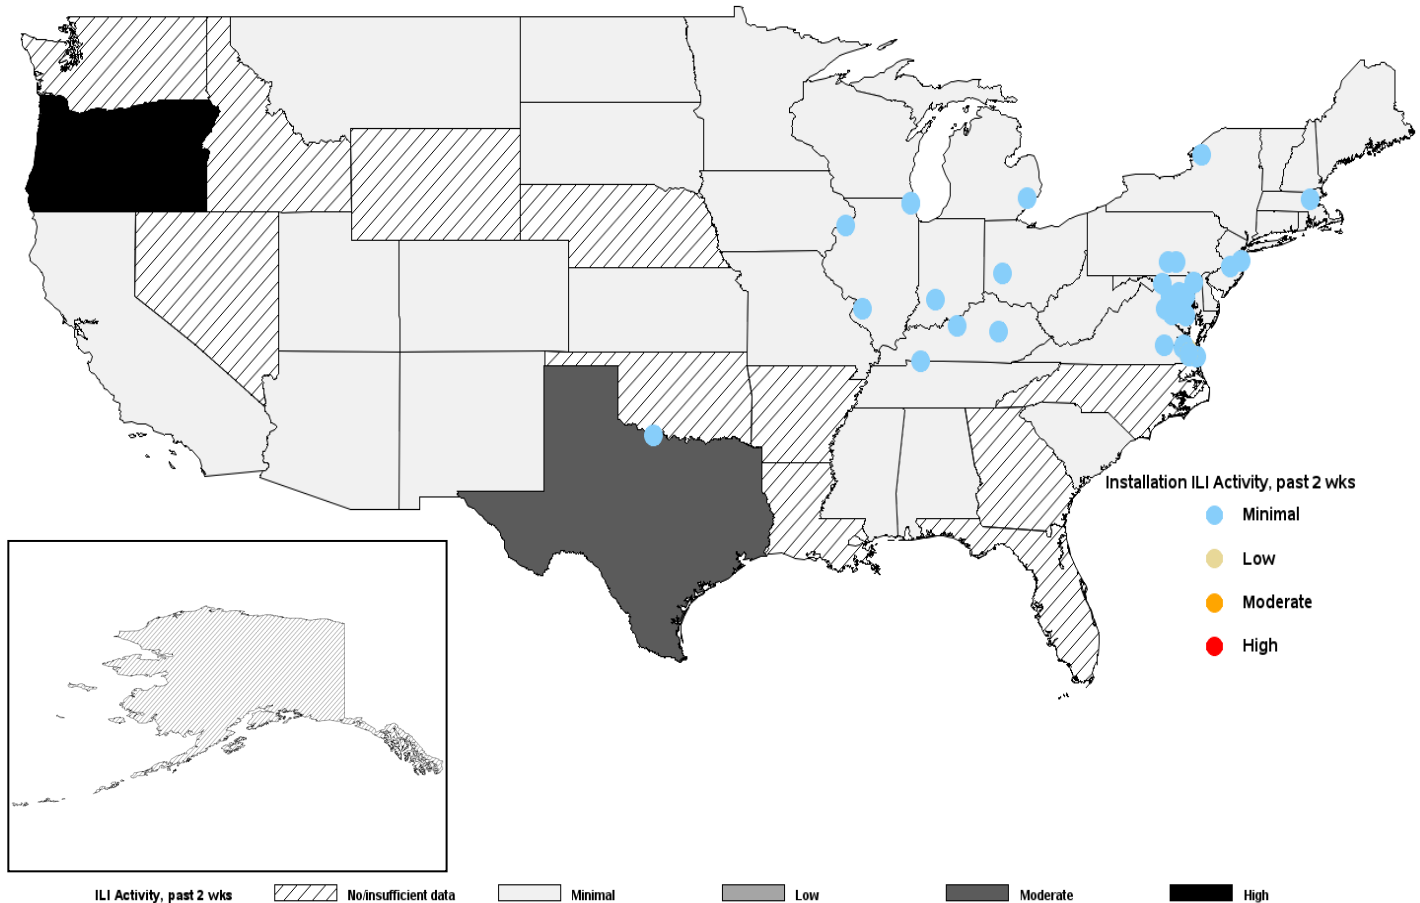 Installation ILI Activity, past 2 wks
Minimal
Low
Moderate
High
ILI Activity, past 2 wks No/insufficient data Minimal Low Moderate High